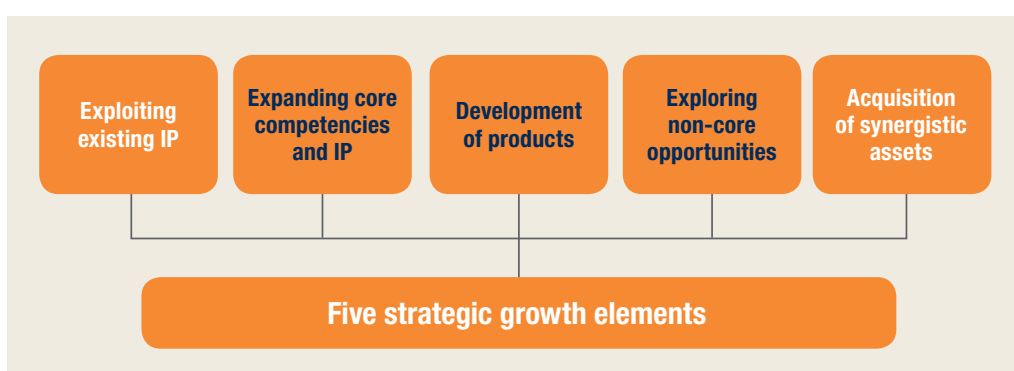 Exploiting
existing IP
Expanding core
competencies
and IP
Development
of products
Exploring
non-core
opportunities
Acquisition
of synergistic
assets
Five strategic growth elements